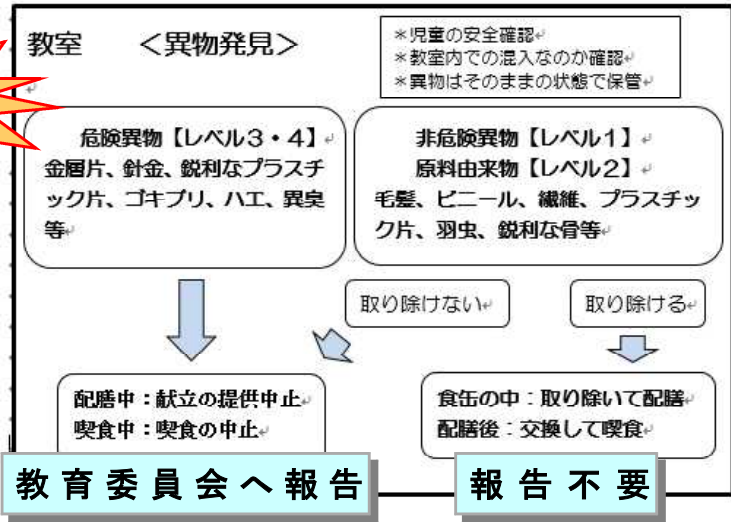 教室　＜異物発見＞
＊児童の安全確認
＊教室内での混入なのか確認
＊異物はそのままの状態で保管
危険異物【レベル３・４】
金層片、針金、鋭利なプラスチ
ック片、ゴキブリ、ハエ、異臭
等
非危険異物【レベル１】
原料由来物【レベル２】
毛髪、ビニール、繊維、プラスチッ
ク片、羽虫、鋭利な骨等
取り除けない
取り除ける
配膳中：献立の提供中止
喫食中：喫食の中止
食缶の中：取り除いて配膳
配膳後：交換して喫食
教育委員会へ報告
報告不要